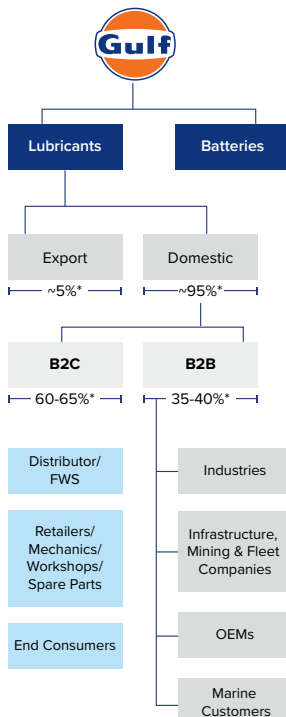 Gulf
Lubricants
Batteries
Export
Domestic
~5%*
~95%*
B2C
B2B
60-65%*
35-40%*
Distributor/
FWS
Retailers/
Mechanics/
Workshops/
Spare Parts
End Consumers
Industries
Infrastructure,
Mining & Fleet
Companies
OEMs
Marine
Customers